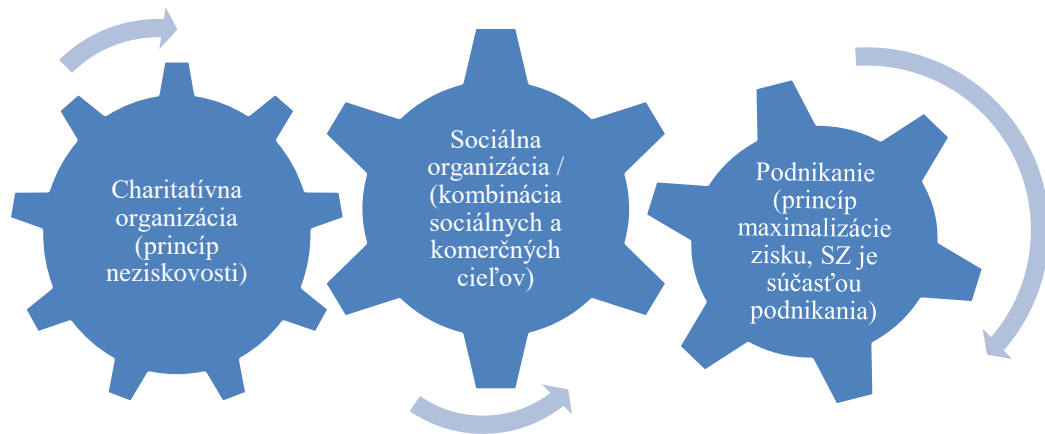 Charitatívna
organizácia
(princíp
neziskovosti)
Sociálna
organizácia /
(kombinácia
sociálnych a
komerčných
cieľov)
Podnikanie
(princíp
maximalizácie
zisku, SZ je
súčasťou
podnikania)